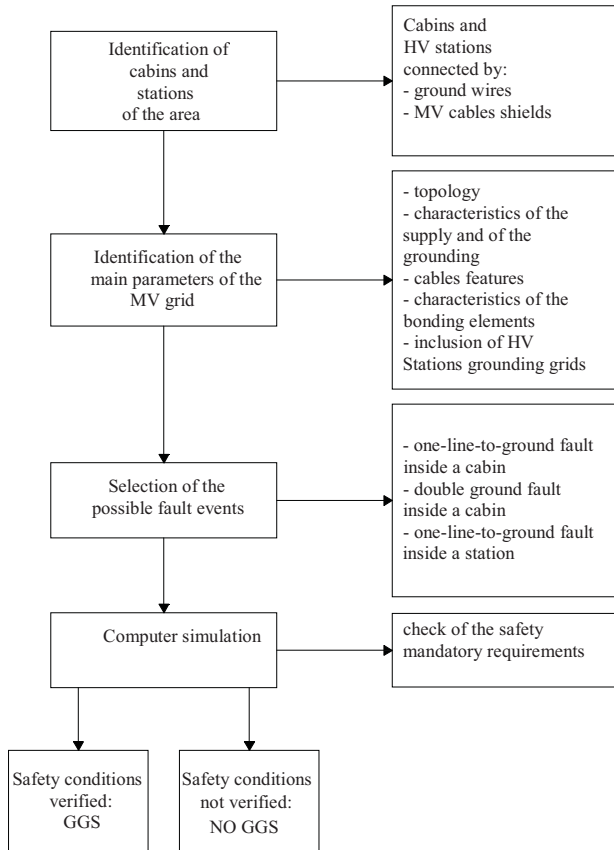 Identification of
cabins and
stations
of the area
Cabins and
HV stations
connected by:
- ground wires
- MV cables shields
Identification of the
main parameters of the
MV grid
- topology
- characteristics of the
supply and of the
grounding
- cables features
- characteristics of the
bonding elements
- inclusion of HV
Stations grounding grids
Selection of the
possible fault events
- one-line-to-ground fault
inside a cabin
- double ground fault
inside a cabin
- one-line-to-ground fault
inside a station
Computer simulation
check of the safety
mandatory requirements
Safety conditions
verified:
GGS
Safety conditions
not verified:
NO GGS